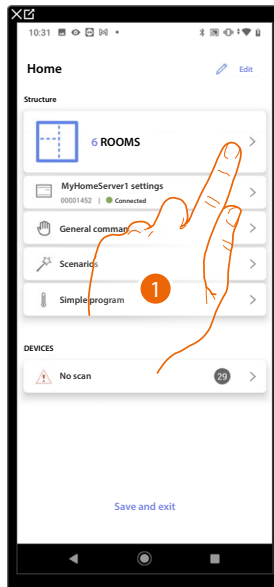 10:31
Home
Edit
Structure
6 ROOMS
MyHomeServer1 settings
00001452 | Connected
General comman
Scenarios
Simple program
1
DEVICES
No scan
29
Save and exit